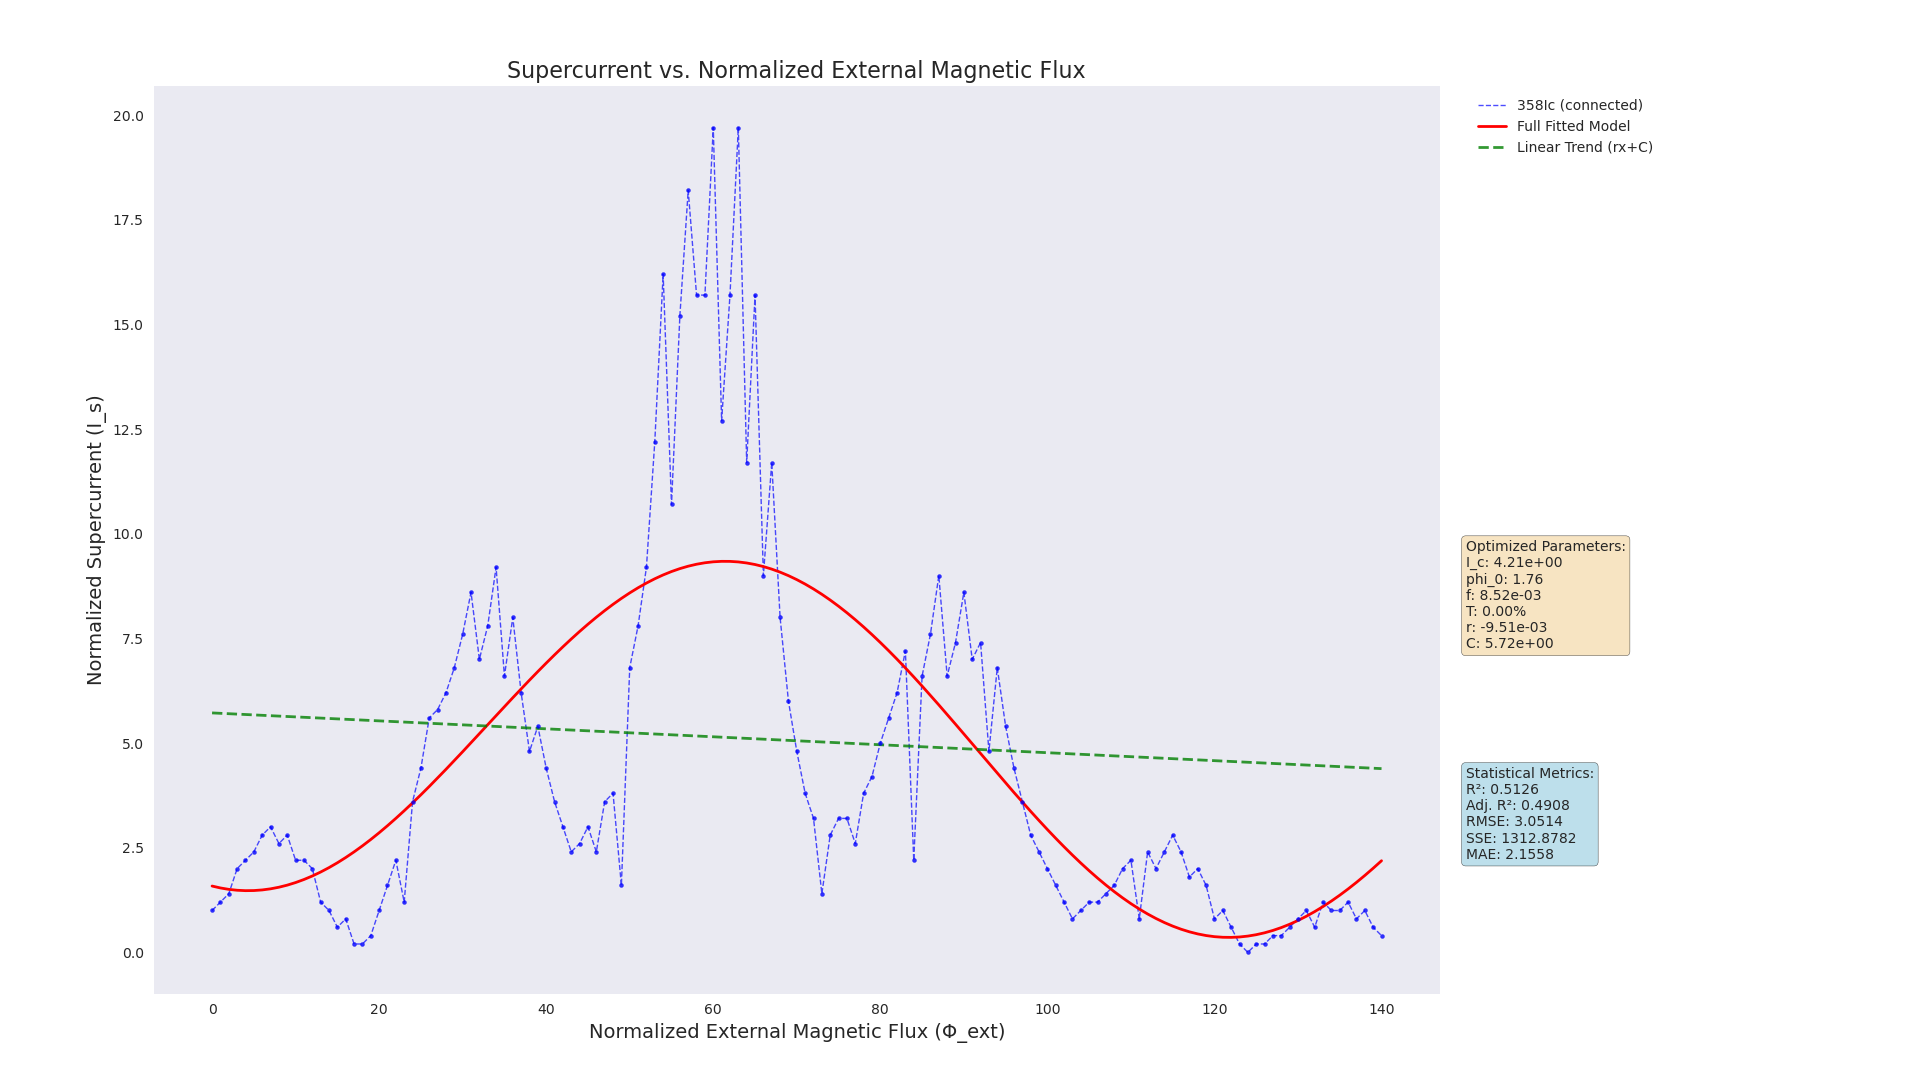 Supercurrent vs. Normalized External Magnetic Flux
20.0
17.5
15.0
12.5
10.0
7.5
5.0
2.5
0.0
Normalized Supercurrent (I_s)
0 20 40 60 80 100 120 140
Normalized External Magnetic Flux (Φ_ext)
358Ic (connected)
Full Fitted Model
Linear Trend (rx+C)
Optimized Parameters:
I_c: 4.21e+00
phi_0: 1.76
f: 8.52e-03
T: 0.00%
r: -9.51e-03
C: 5.72e+00
Statistical Metrics:
R²: 0.5126
Adj. R²: 0.4908
RMSE: 3.0514
SSE: 1312.8782
MAE: 2.1558